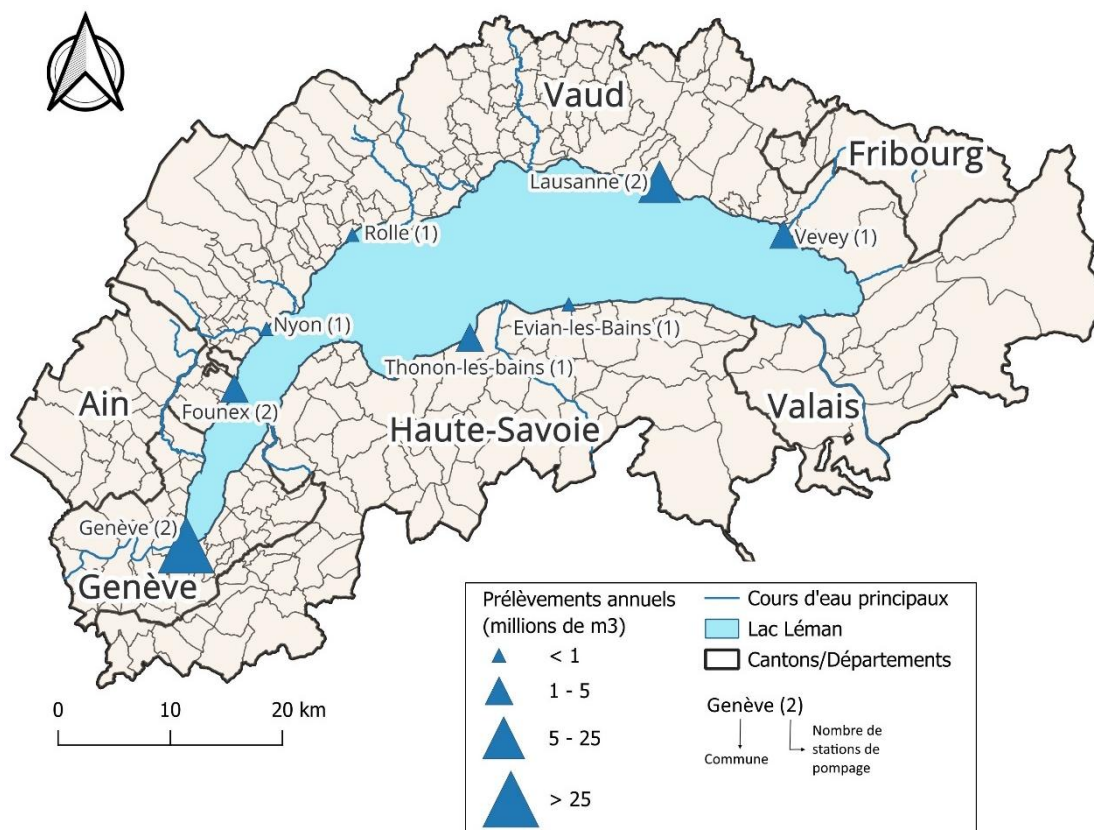 Vaud
Fribourg
Lausanne (2)
Rolle (1)
Vevey (1)
Nyon (1)
Evian-les-Bains (1)
Thonon-les-bains (1)
Ain
Founex (2)
Haute-Savoie
Valais
Genève (2)
Genève
0 10 20 km
Prélèvements annuels
(millions de m3)
< 1
1 - 5
5 - 25
> 25
Cours d'eau principaux
Lac Léman
Cantons/Départements
Genève (2)
Commune
Nombre de
stations de
pompage